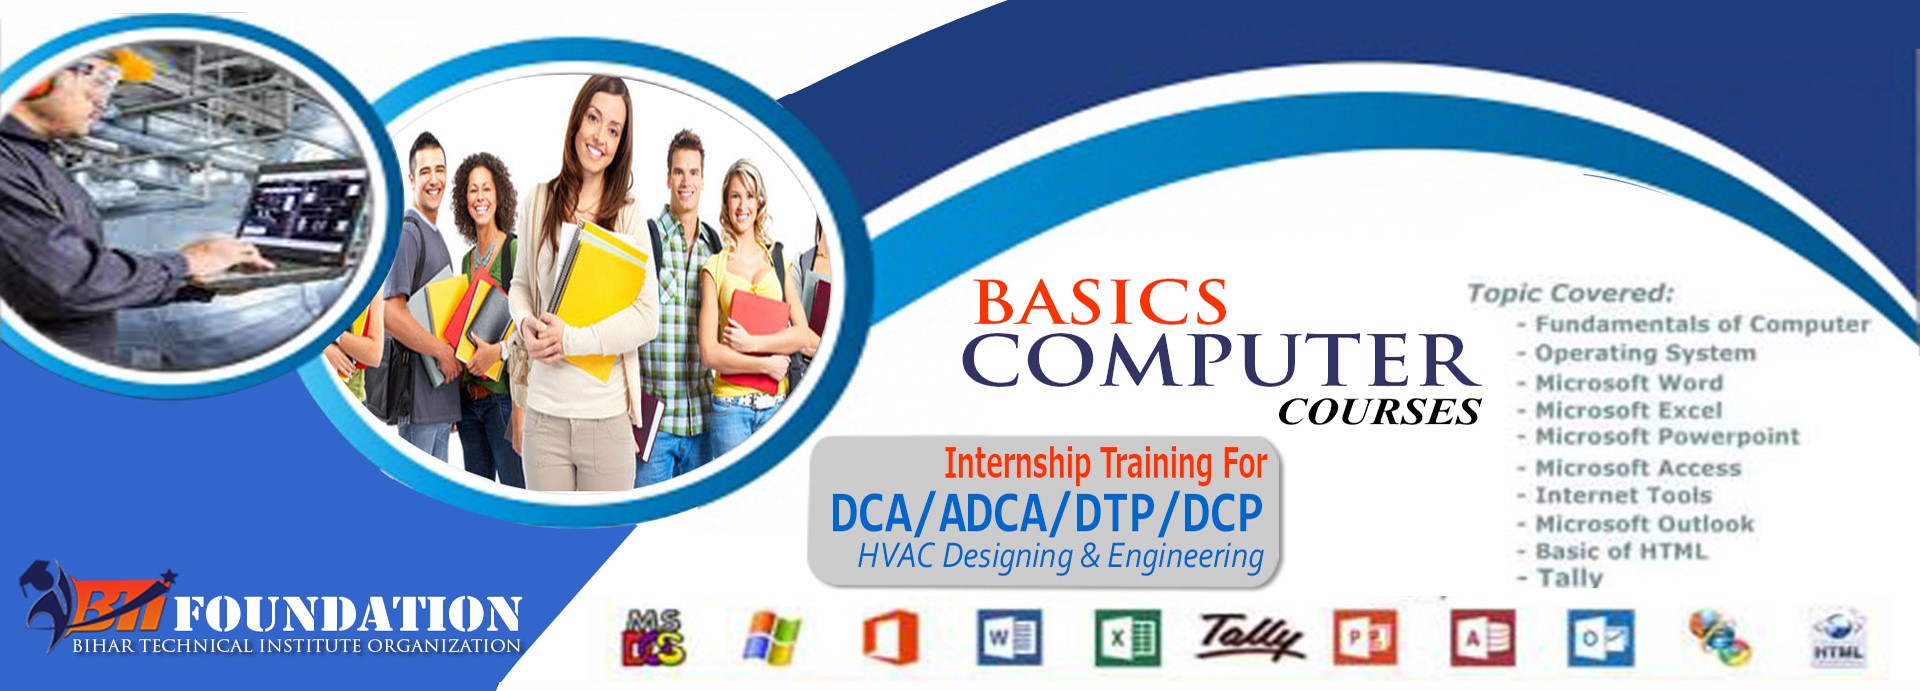 BASICS
COMPUTER
COURSES
Internship Training For
DCA/ADCA/DTP/DCP
HVAC Designing & Engineering
Topic Covered:
- Fundamentals of Computer
- Operating System
- Microsoft Word
- Microsoft Excel
- Microsoft Powerpoint
- Microsoft Access
- Internet Tools
- Microsoft Outlook
- Basic of HTML
- Tally
BTI FOUNDATION
BIHAR TECHNICAL INSTITUTE ORGANIZATION
MS DOS W X Tally P A O HTML